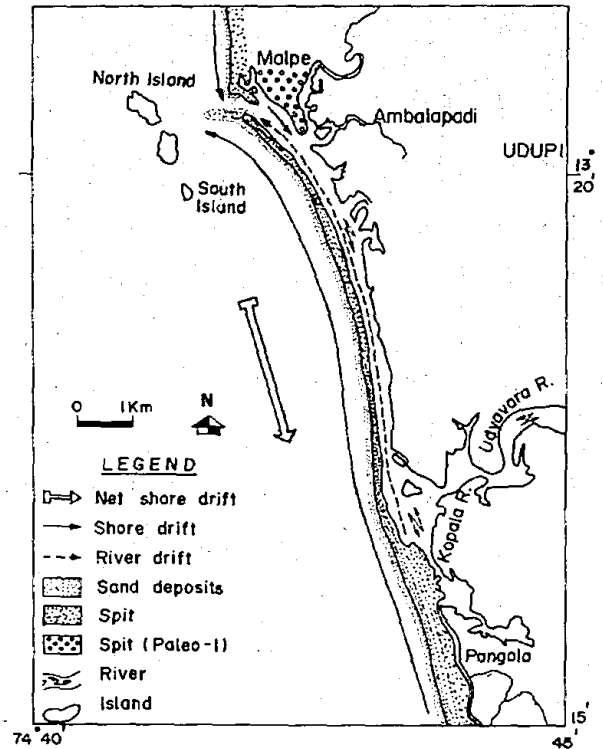 Malpe
North Island
Ambalapadi
UDUPI
13°
20'
South
Island
0 1Km
N
Udyavara R.
LEGEND
Net shore drift
Shore drift
River drift
Kopala R.
Sand deposits
Spit
Spit (Paleo-1)
River
Island
Pangala
15'
74° 40'
45'